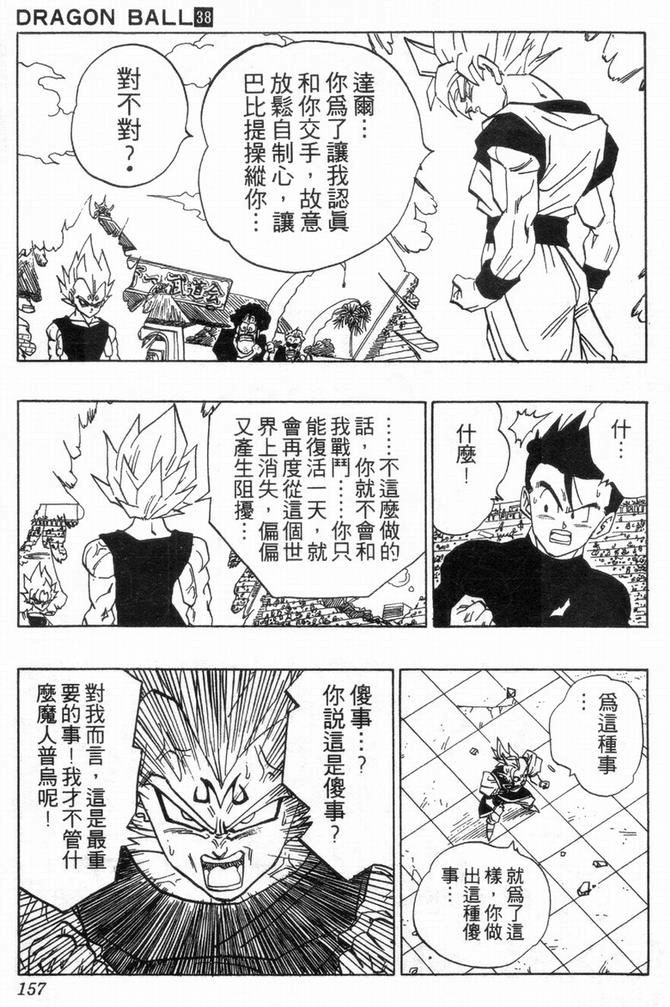 DRAGON BALL 38
達爾…
你爲了讓我認眞
和你交手，故意
放鬆自制心，讓
巴比提操縱你…
對不對？
武道会
什…
什麼！
……不這麼做的
話，你就不會和
我戰鬥……你只
能復活一天，就
會再度從這個世
界上消失，偏偏
又產生阻擾…
爲這種事
…
就爲了這
樣，你做
出這種傻
事…
傻事…？
你説這是傻事？
對我而言，這是最重
要的事！我才不管什
麼魔人普烏呢！
157